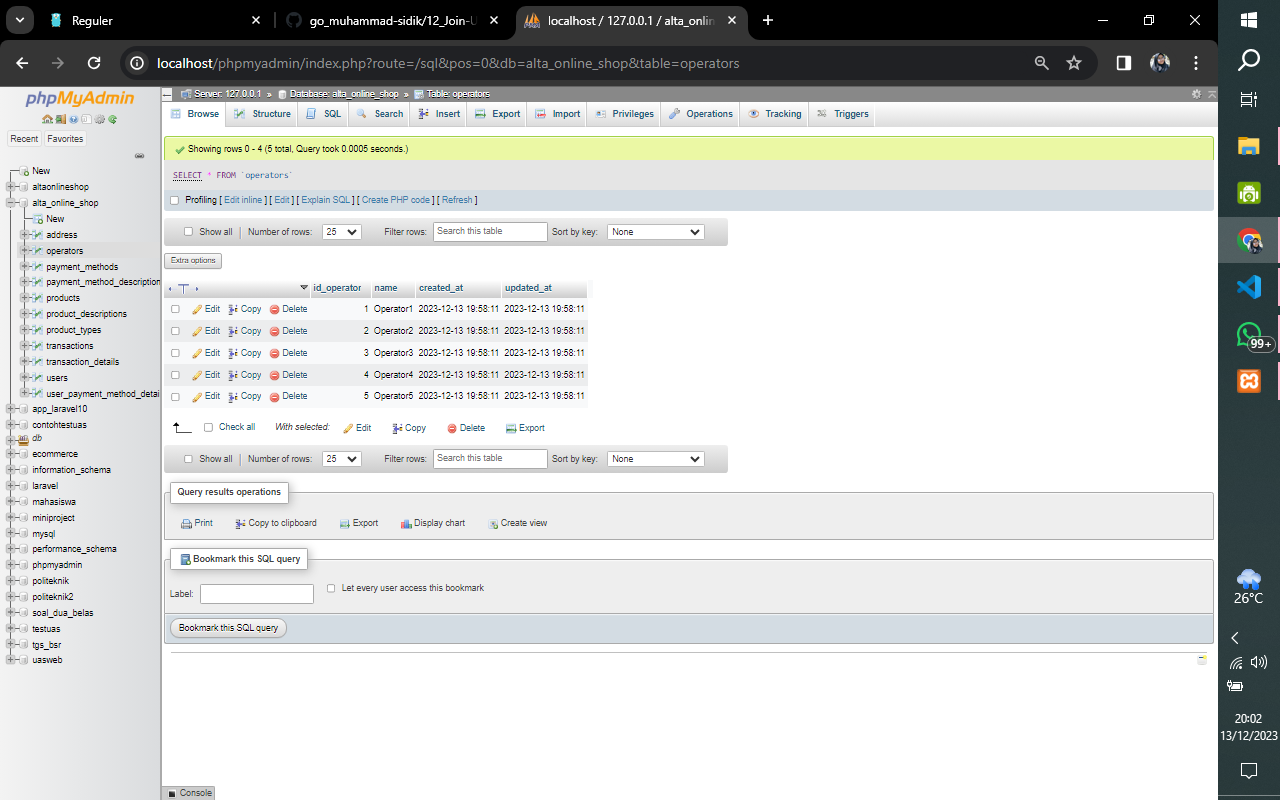 Reguler
go_muhammad-sidik/12_Join-U
localhost / 127.0.0.1 / alta_onlin
localhost/phpmyadmin/index.php?route=/sql&pos=0&db=alta_online_shop&table=operators
phpMyAdmin
Recent Favorites
New
altaonlineshop
alta_online_shop
New
address
operators
payment_methods
payment_method_description
products
product_descriptions
product_types
transactions
transaction_details
users
user_payment_method_detai
app_laravel10
contohtestuas
db
ecommerce
information_schema
laravel
mahasiswa
miniproject
mysql
performance_schema
phpmyadmin
politeknik
politeknik2
soal_dua_belas
testuas
tgs_bsr
uasweb
Server: 127.0.0.1 » Database: alta_online_shop » Table: operators
Browse Structure SQL Search Insert Export Import Privileges Operations Tracking Triggers
Showing rows 0 - 4 (5 total, Query took 0.0005 seconds.)
SELECT * FROM `operators`
Profiling [ Edit inline ] [ Edit ] [ Explain SQL ] [ Create PHP code ] [ Refresh ]
Show all Number of rows: 25 Filter rows: Search this table Sort by key: None
Extra options
id_operator name created_at updated_at
Edit Copy Delete 1 Operator1 2023-12-13 19:58:11 2023-12-13 19:58:11
Edit Copy Delete 2 Operator2 2023-12-13 19:58:11 2023-12-13 19:58:11
Edit Copy Delete 3 Operator3 2023-12-13 19:58:11 2023-12-13 19:58:11
Edit Copy Delete 4 Operator4 2023-12-13 19:58:11 2023-12-13 19:58:11
Edit Copy Delete 5 Operator5 2023-12-13 19:58:11 2023-12-13 19:58:11
Check all With selected: Edit Copy Delete Export
Show all Number of rows: 25 Filter rows: Search this table Sort by key: None
Query results operations
Print Copy to clipboard Export Display chart Create view
Bookmark this SQL query
Label: Let every user access this bookmark
Bookmark this SQL query
Console
99+
26°C
20:02
13/12/2023